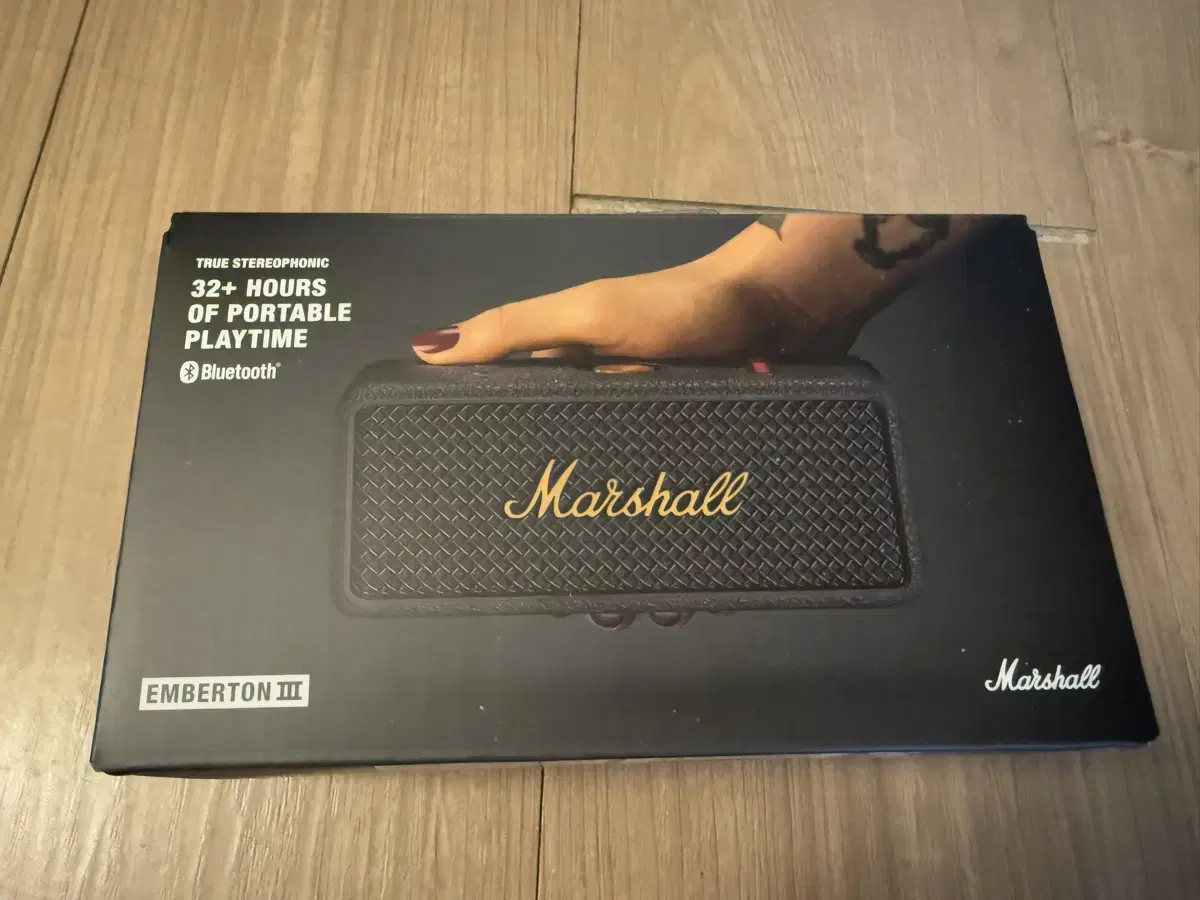 TRUE STEREOPHONIC
32+ HOURS
OF PORTABLE
PLAYTIME
Bluetooth®
Marshall
EMBERTON III
Marshall